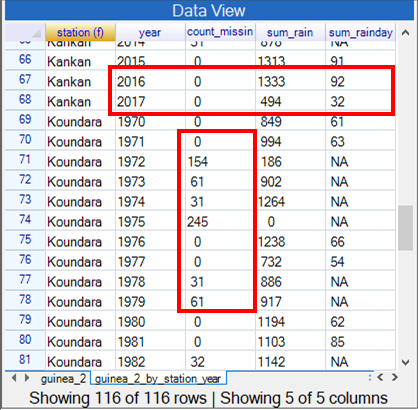 Data View
station (f) year count_missin sum_rain sum_rainday
65 Kankan 2014 31 878 NA
66 Kankan 2015 0 1313 91
67 Kankan 2016 0 1333 92
68 Kankan 2017 0 494 32
69 Koundara 1970 0 849 61
70 Koundara 1971 0 994 63
71 Koundara 1972 154 186 NA
72 Koundara 1973 61 902 NA
73 Koundara 1974 31 1264 NA
74 Koundara 1975 245 0 NA
75 Koundara 1976 0 1238 66
76 Koundara 1977 0 732 54
77 Koundara 1978 31 886 NA
78 Koundara 1979 61 917 NA
79 Koundara 1980 0 1194 62
80 Koundara 1981 0 1103 85
81 Koundara 1982 32 1142 NA
guinea_2 guinea_2_by_station_year
Showing 116 of 116 rows | Showing 5 of 5 columns